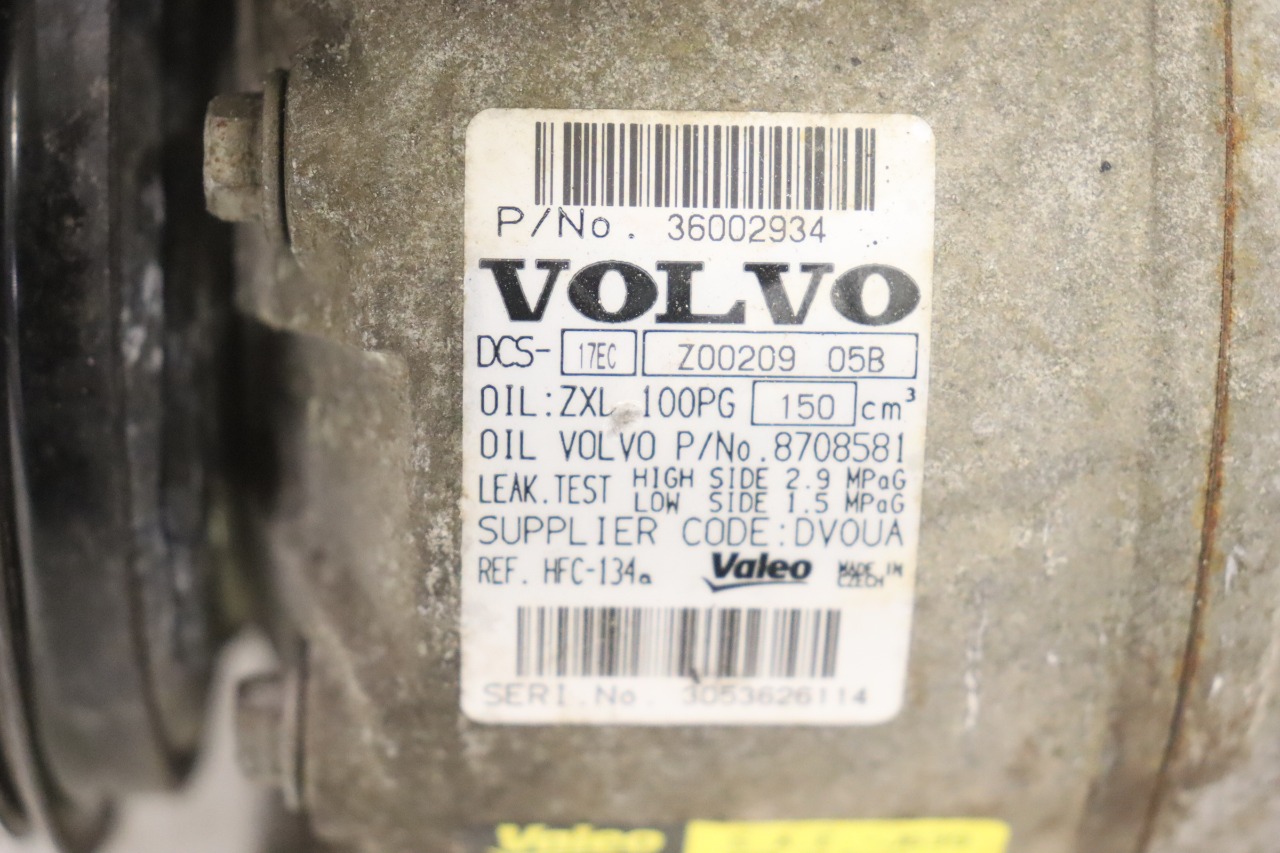 P/No. 36002934
VOLVO
DCS- 17EC Z00209 05B
OIL:ZXL 100PG 150 cm³
OIL VOLVO P/No.8708581
LEAK.TEST HIGH SIDE 2.9 MPaG
LOW SIDE 1.5 MPaG
SUPPLIER CODE:DVOUA
REF. HFC-134a Valeo MADE IN
CZECH
SERI.No. 3053626114
Valeo